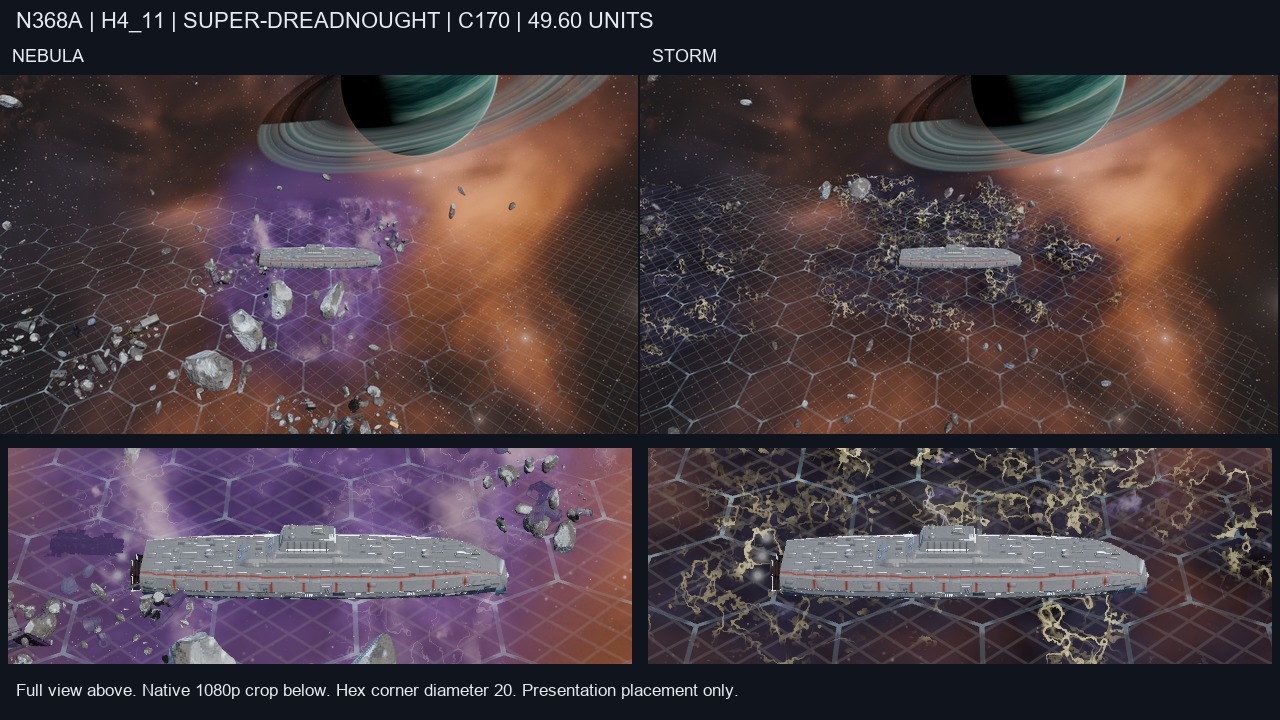 N368A | H4_11 | SUPER-DREADNOUGHT | C170 | 49.60 UNITS
NEBULA
STORM
Full view above. Native 1080p crop below. Hex corner diameter 20. Presentation placement only.